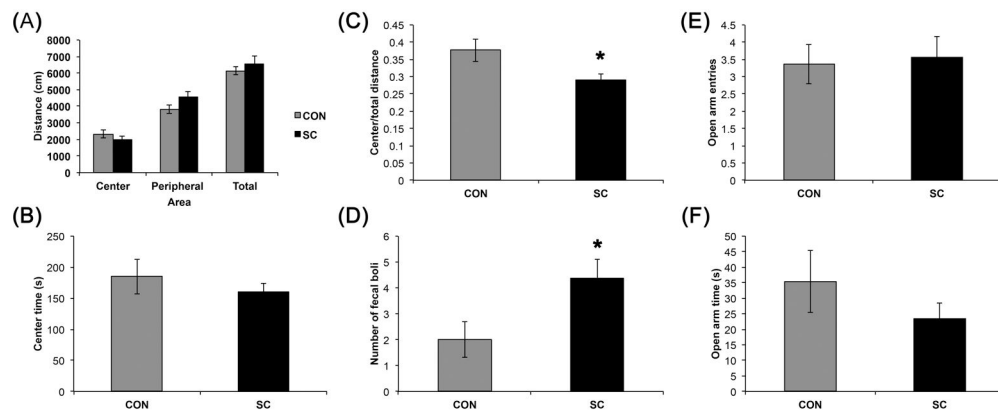 (A)
Distance (cm)
8000
7000
6000
5000
4000
3000
2000
1000
0
Center
Peripheral
Total
Area
CON
SC
(B)
Center time (s)
250
200
150
100
50
0
CON
SC
(C)
Center/total distance
0.45
0.4
0.35
0.3
0.25
0.2
0.15
0.1
0.05
0
*
CON
SC
(D)
Number of fecal boli
6
5
4
3
2
1
0
*
CON
SC
(E)
Open arm entries
4.5
4
3.5
3
2.5
2
1.5
1
0.5
0
CON
SC
(F)
Open arm time (s)
50
45
40
35
30
25
20
15
10
5
0
CON
SC